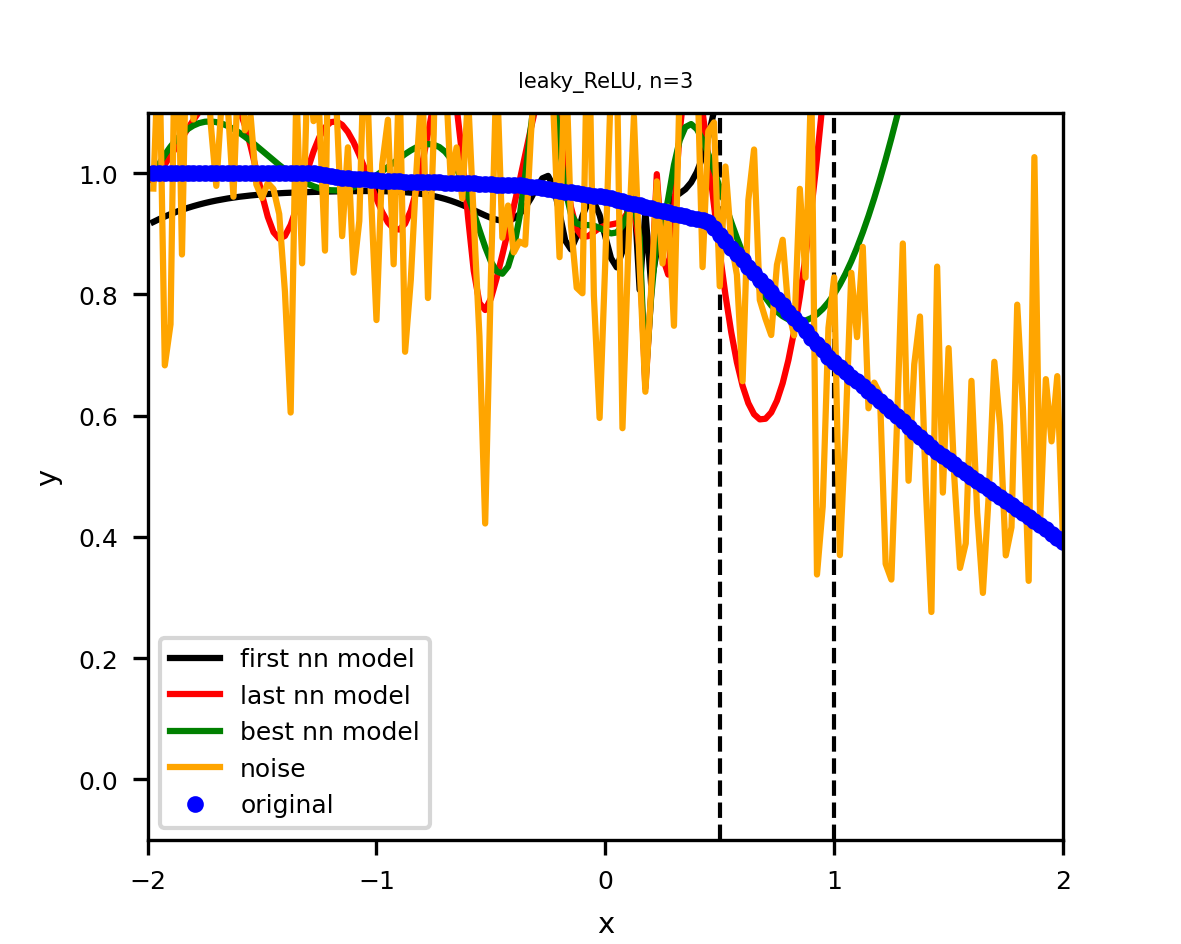 leaky_ReLU, n=3
1.0
0.8
0.6
0.4
0.2
0.0
y
first nn model
last nn model
best nn model
noise
original
−2
−1
0
1
2
x